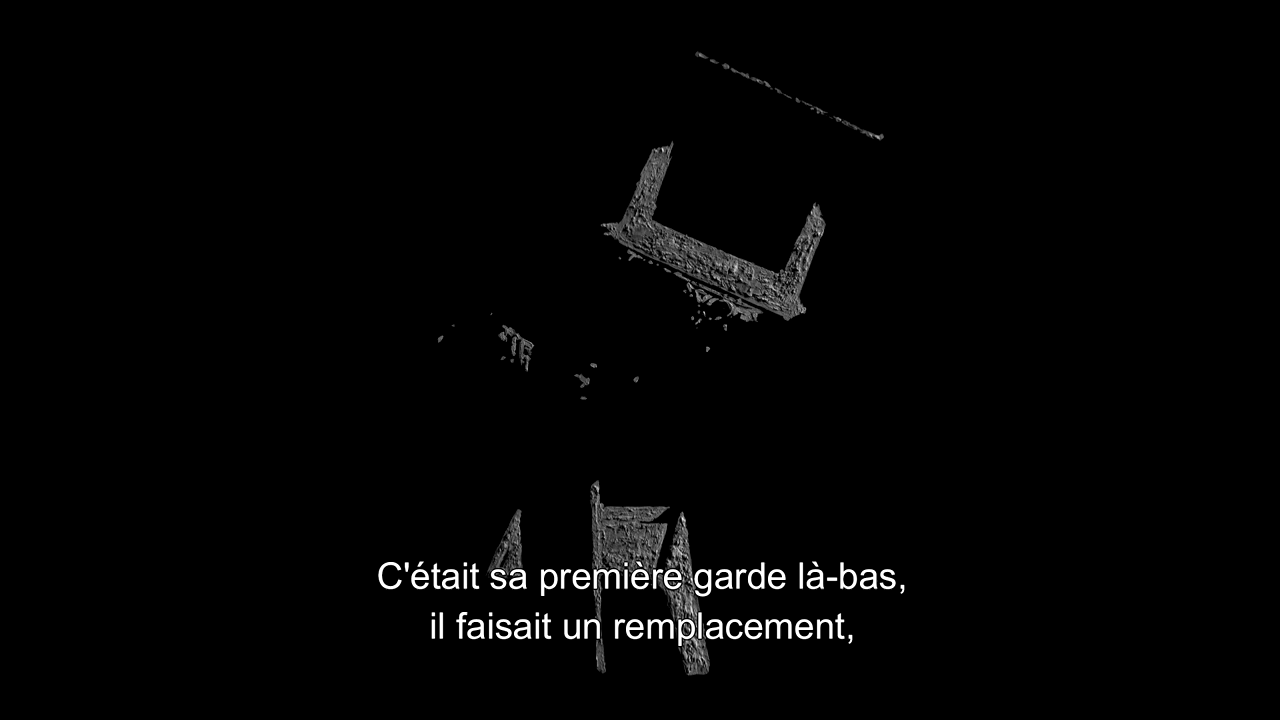 C'était sa première garde là-bas,
il faisait un remplacement,